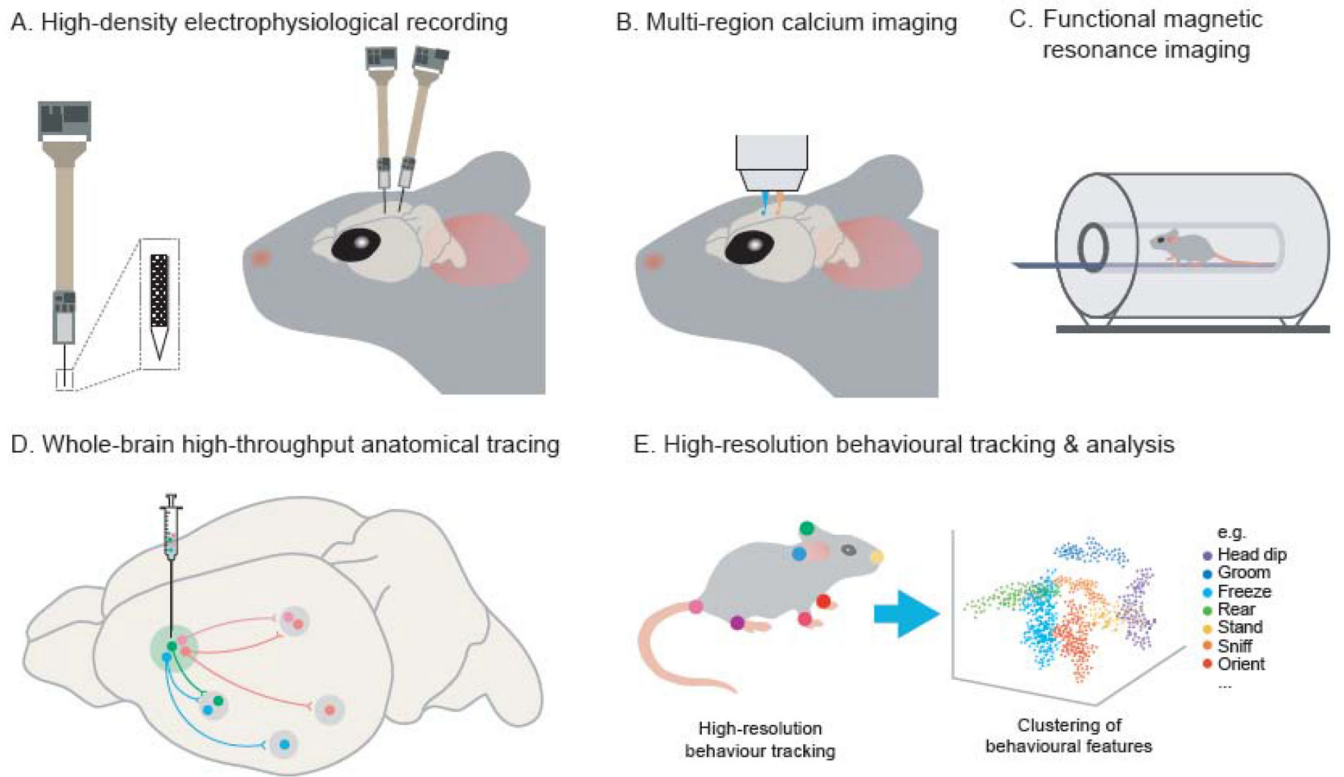 A. High-density electrophysiological recording
B. Multi-region calcium imaging
C. Functional magnetic
resonance imaging
D. Whole-brain high-throughput anatomical tracing
E. High-resolution behavioural tracking & analysis
e.g.
Head dip
Groom
Freeze
Rear
Stand
Sniff
Orient
...
High-resolution
behaviour tracking
Clustering of
behavioural features